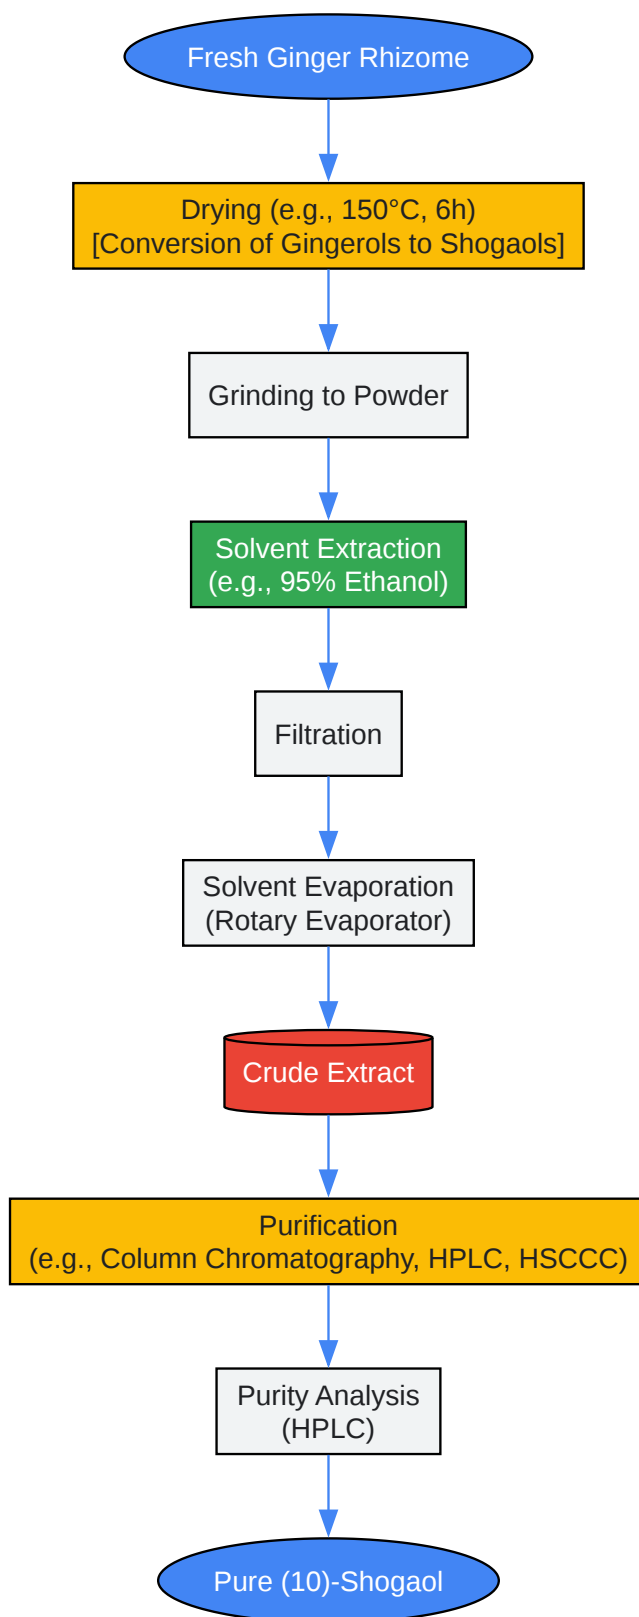 Fresh Ginger Rhizome
Drying (e.g., 150°C, 6h)
[Conversion of Gingerols to Shogaols]
Grinding to Powder
Solvent Extraction
(e.g., 95% Ethanol)
Filtration
Solvent Evaporation
(Rotary Evaporator)
Crude Extract
Purification
(e.g., Column Chromatography, HPLC, HSCCC)
Purity Analysis
(HPLC)
Pure (10)-Shogaol